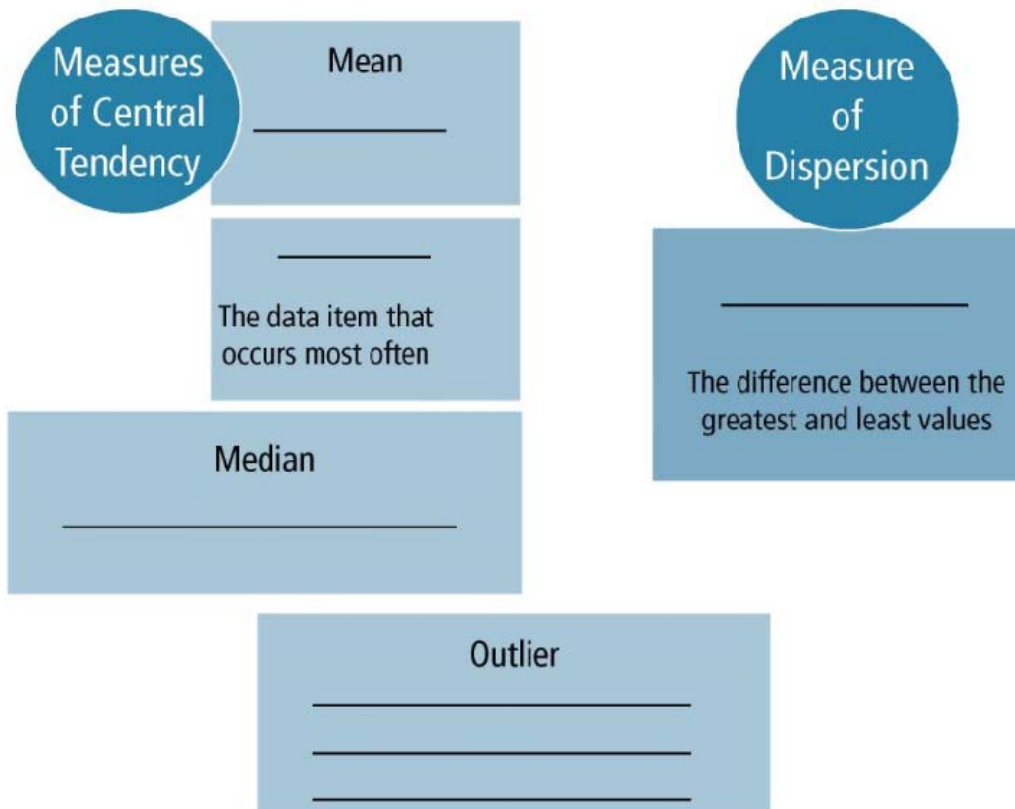 Measures
of Central
Tendency
Mean
The data item that
occurs most often
Median
Outlier
Measure
of
Dispersion
The difference between the
greatest and least values